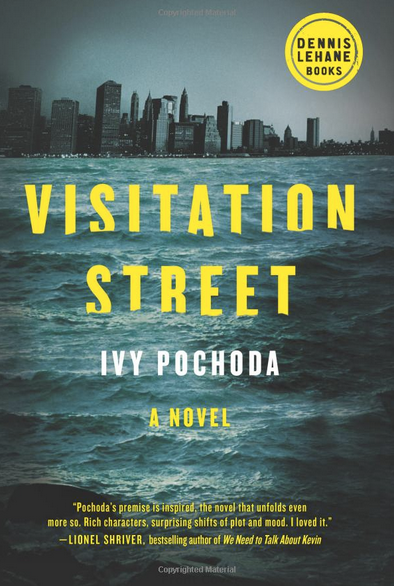 Copyrighted Material
DENNIS
LEHANE
BOOKS
VISITATION
STREET
IVY POCHODA
A NOVEL
"Pochoda's premise is inspired, the novel that unfolds even
more so. Rich characters, surprising shifts of plot and mood. I loved it."
—LIONEL SHRIVER, bestselling author of We Need to Talk About Kevin
Copyrighted Material